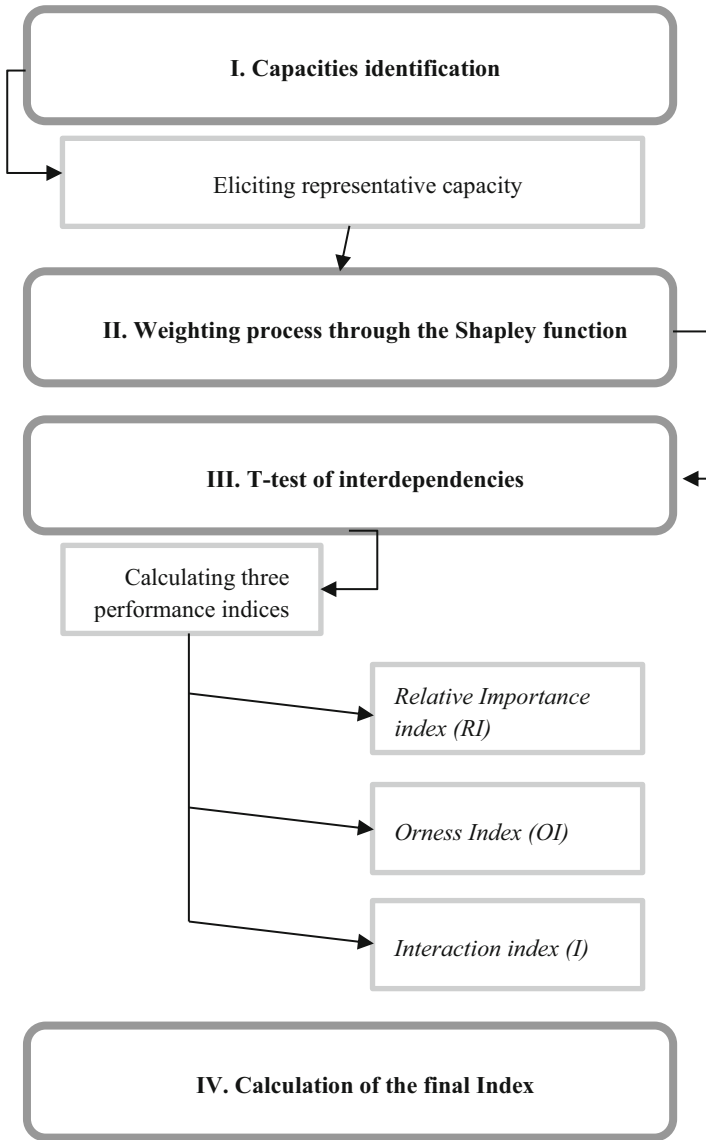 I. Capacities identification
Eliciting representative capacity
II. Weighting process through the Shapley function
III. T-test of interdependencies
Calculating three
performance indices
Relative Importance
index (RI)
Orness Index (OI)
Interaction index (I)
IV. Calculation of the final Index